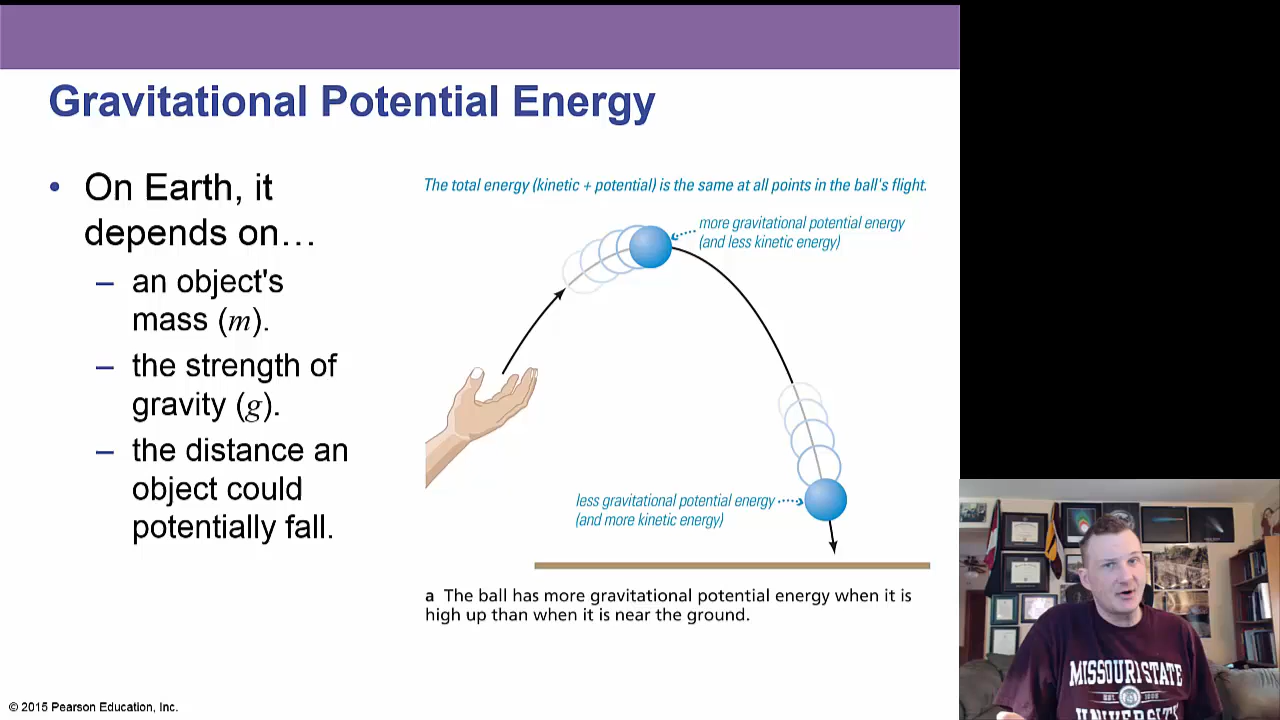 Gravitational Potential Energy
• On Earth, it
depends on…
– an object's
mass (m).
– the strength of
gravity (g).
– the distance an
object could
potentially fall.
The total energy (kinetic + potential) is the same at all points in the ball's flight.
more gravitational potential energy
(and less kinetic energy)
less gravitational potential energy
(and more kinetic energy)
a The ball has more gravitational potential energy when it is
high up than when it is near the ground.
© 2015 Pearson Education, Inc.
MISSOURI STATE
UNIVERSITY